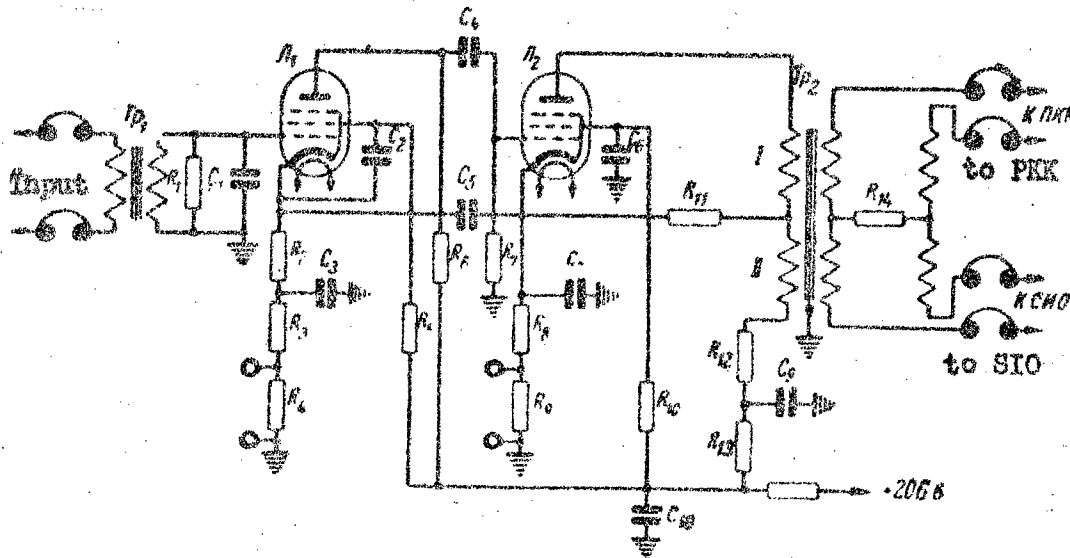 Input
Тр₁
R₁
C₁
Л₁
C₂
R₂
C₃
R₃
R₄
C₄
C₅
R₆
R₇
Л₂
R₈
R₉
R₁₀
R₁₁
Тр₂
I
II
R₁₂
C₉
R₁₃
C₁₀
+206 в
R₁₄
К ПКК
to PKK
К СИО
to SIO